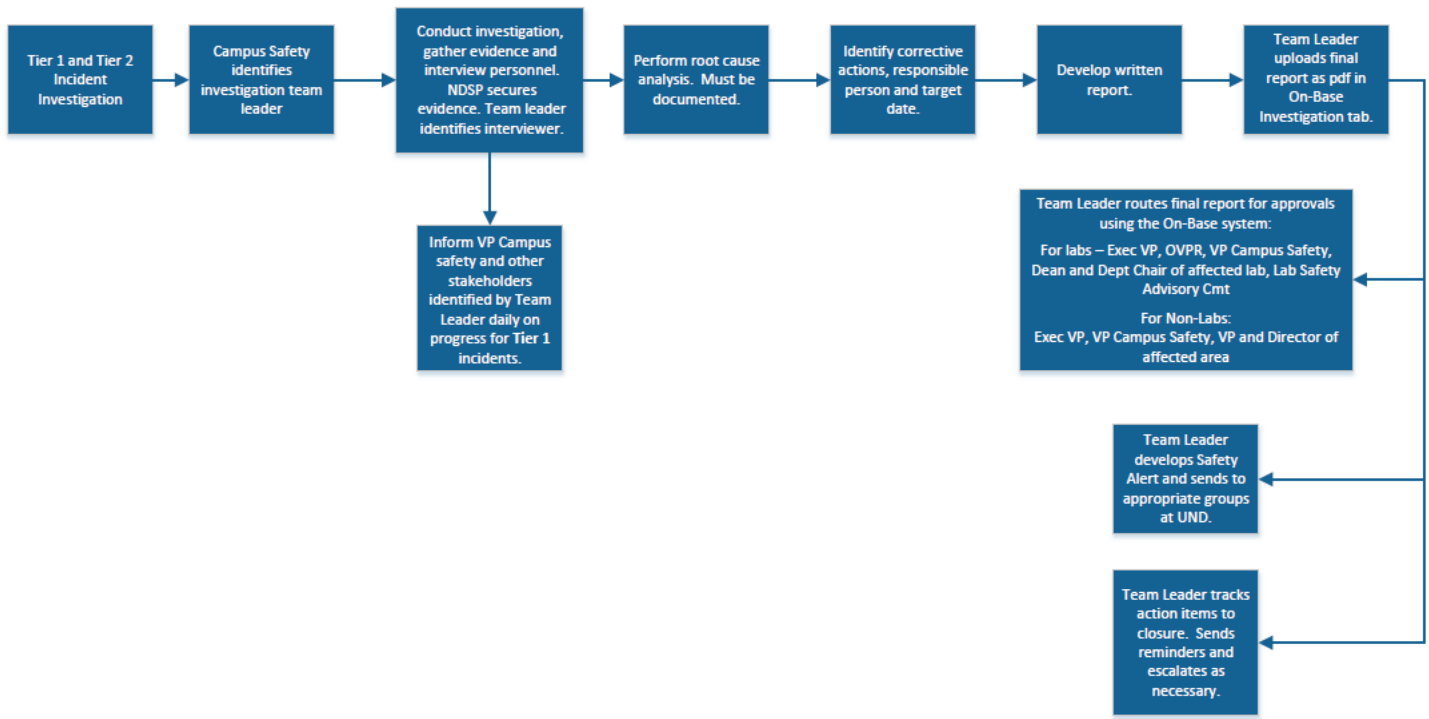 Tier 1 and Tier 2
Incident
Investigation
Campus Safety
identifies
investigation team
leader
Conduct investigation,
gather evidence and
interview personnel.
NDSP secures
evidence. Team leader
identifies interviewer.
Perform root cause
analysis.  Must be
documented.
Identify corrective
actions, responsible
person and target
date.
Develop written
report.
Team Leader
uploads final
report as pdf in
On-Base
Investigation tab.
Inform VP Campus
safety and other
stakeholders
identified by Team
Leader daily on
progress for Tier 1
incidents.
Team Leader routes final report for approvals
using the On-Base system:
For labs – Exec VP, OVPR, VP Campus Safety,
Dean and Dept Chair of affected lab, Lab Safety
Advisory Cmt
For Non-Labs:
Exec VP, VP Campus Safety, VP and Director of
affected area
Team Leader
develops Safety
Alert and sends to
appropriate groups
at UND.
Team Leader tracks
action items to
closure.  Sends
reminders and
escalates as
necessary.